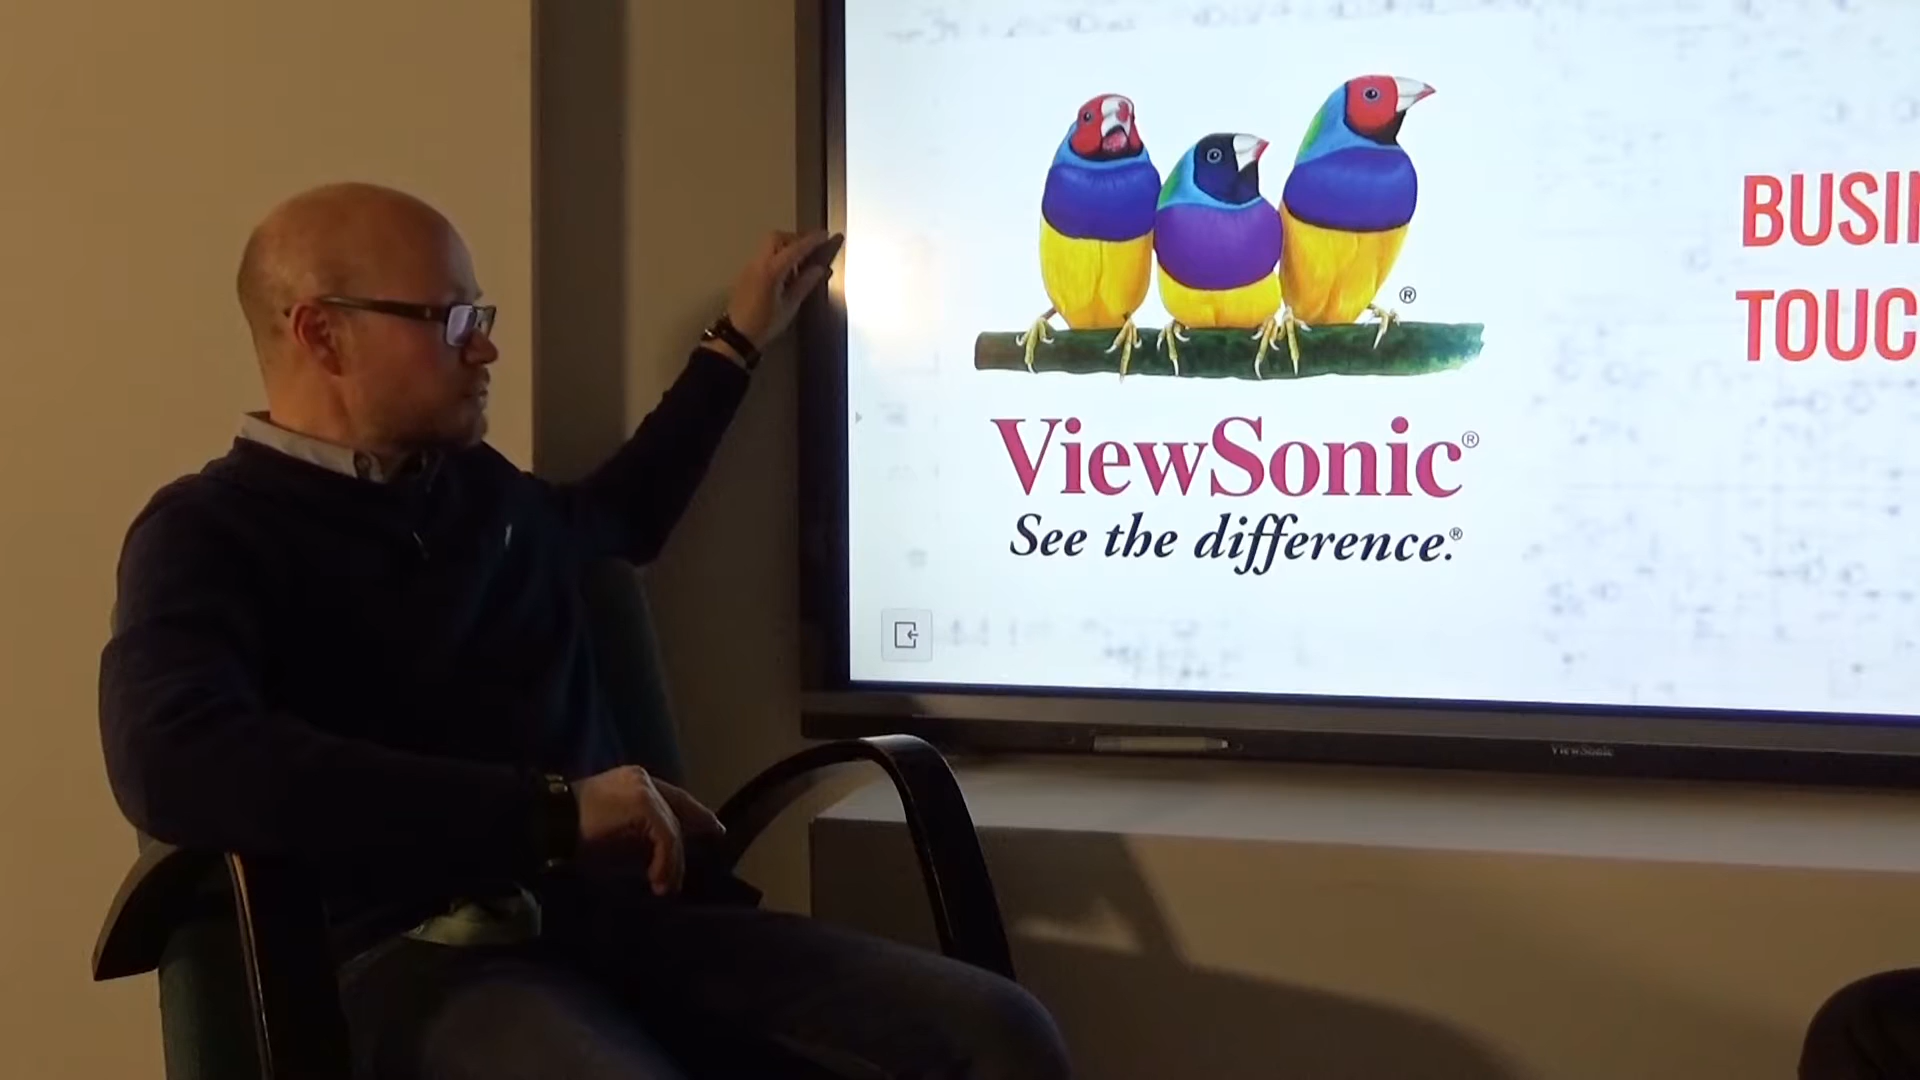 ViewSonic®
See the difference.®
BUSI
TOUC
ViewSonic